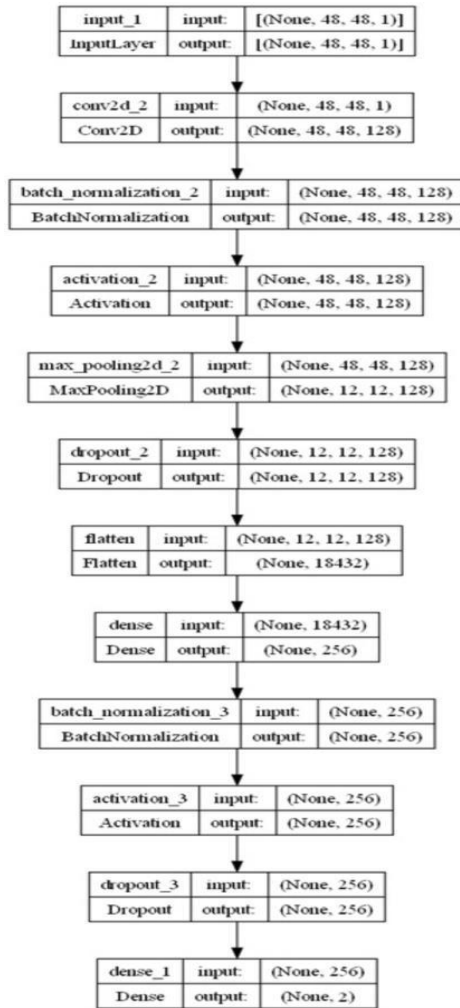 input_1 input: [(None, 48, 48, 1)]
InputLayer output: [(None, 48, 48, 1)]
conv2d_2 input: (None, 48, 48, 1)
Conv2D output: (None, 48, 48, 128)
batch_normalization_2 input: (None, 48, 48, 128)
BatchNormalization output: (None, 48, 48, 128)
activation_2 input: (None, 48, 48, 128)
Activation output: (None, 48, 48, 128)
max_pooling2d_2 input: (None, 48, 48, 128)
MaxPooling2D output: (None, 12, 12, 128)
dropout_2 input: (None, 12, 12, 128)
Dropout output: (None, 12, 12, 128)
flatten input: (None, 12, 12, 128)
Flatten output: (None, 18432)
dense input: (None, 18432)
Dense output: (None, 256)
batch_normalization_3 input: (None, 256)
BatchNormalization output: (None, 256)
activation_3 input: (None, 256)
Activation output: (None, 256)
dropout_3 input: (None, 256)
Dropout output: (None, 256)
dense_1 input: (None, 256)
Dense output: (None, 2)